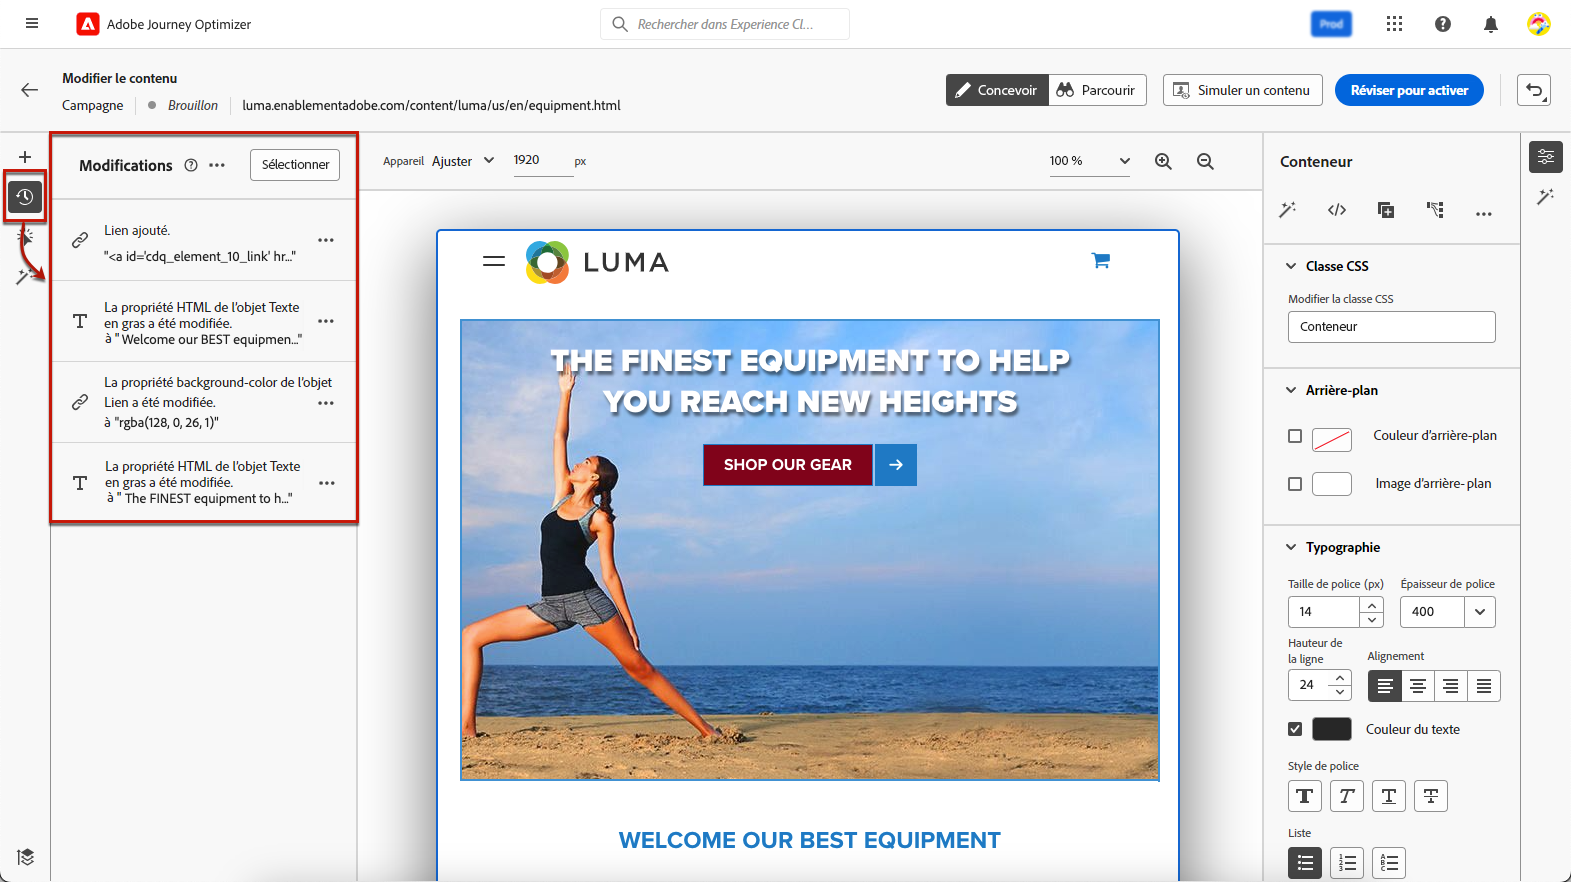 Adobe Journey Optimizer
Rechercher dans Experience Cl...
Prod
Modifier le contenu
Campagne
Brouillon
luma.enablementadobe.com/content/luma/us/en/equipment.html
Concevoir
Parcourir
Simuler un contenu
Réviser pour activer
Modifications
Sélectionner
Lien ajouté.
"<a id='cdq_element_10_link' hr..."
La propriété HTML de l'objet Texte
en gras a été modifiée.
à " Welcome our BEST equipmen..."
La propriété background-color de l'objet
Lien a été modifiée.
à "rgba(128, 0, 26, 1)"
La propriété HTML de l'objet Texte
en gras a été modifiée.
à " The FINEST equipment to h..."
Appareil
Ajuster
1920
px
100 %
LUMA
THE FINEST EQUIPMENT TO HELP
YOU REACH NEW HEIGHTS
SHOP OUR GEAR
WELCOME OUR BEST EQUIPMENT
Conteneur
Classe CSS
Modifier la classe CSS
Conteneur
Arrière-plan
Couleur d'arrière-plan
Image d'arrière-plan
Typographie
Taille de police (px)
Épaisseur de police
14
400
Hauteur de
la ligne
Alignement
24
Couleur du texte
Style de police
Liste